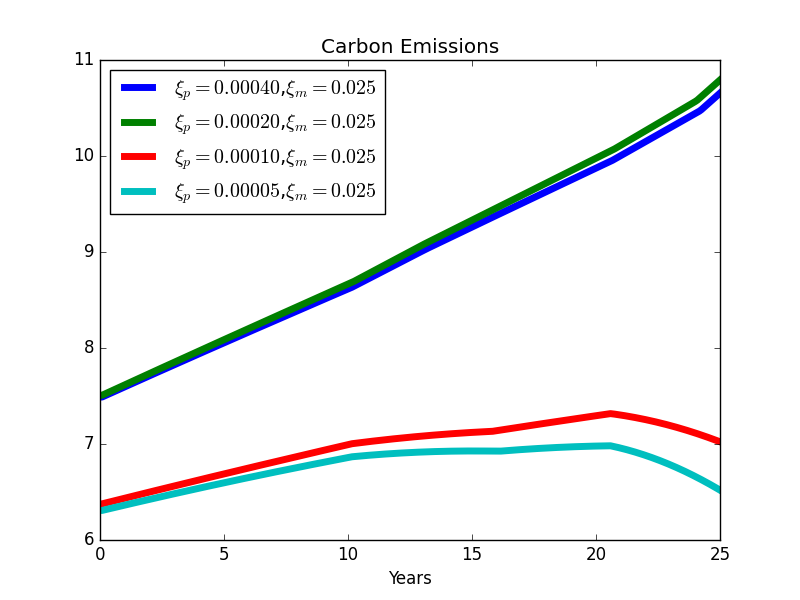 Carbon Emissions
11
10
9
8
7
6
ξₚ = 0.00040,ξₘ = 0.025
ξₚ = 0.00020,ξₘ = 0.025
ξₚ = 0.00010,ξₘ = 0.025
ξₚ = 0.00005,ξₘ = 0.025
0 5 10 15 20 25
Years